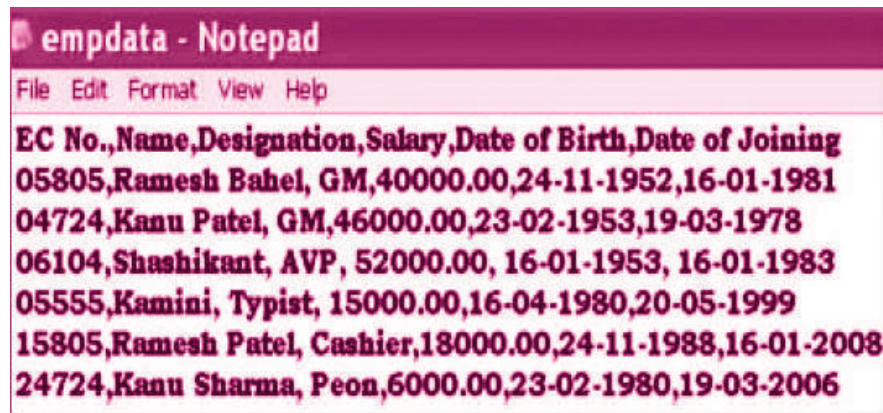 empdata - Notepad
File Edit Format View Help
EC No.,Name,Designation,Salary,Date of Birth,Date of Joining
05805,Ramesh Bahel, GM,40000.00,24-11-1952,16-01-1981
04724,Kanu Patel, GM,46000.00,23-02-1953,19-03-1978
06104,Shashikant, AVP, 52000.00, 16-01-1953, 16-01-1983
05555,Kamini, Typist, 15000.00,16-04-1980,20-05-1999
15805,Ramesh Patel, Cashier,18000.00,24-11-1988,16-01-2008
24724,Kanu Sharma, Peon,6000.00,23-02-1980,19-03-2006